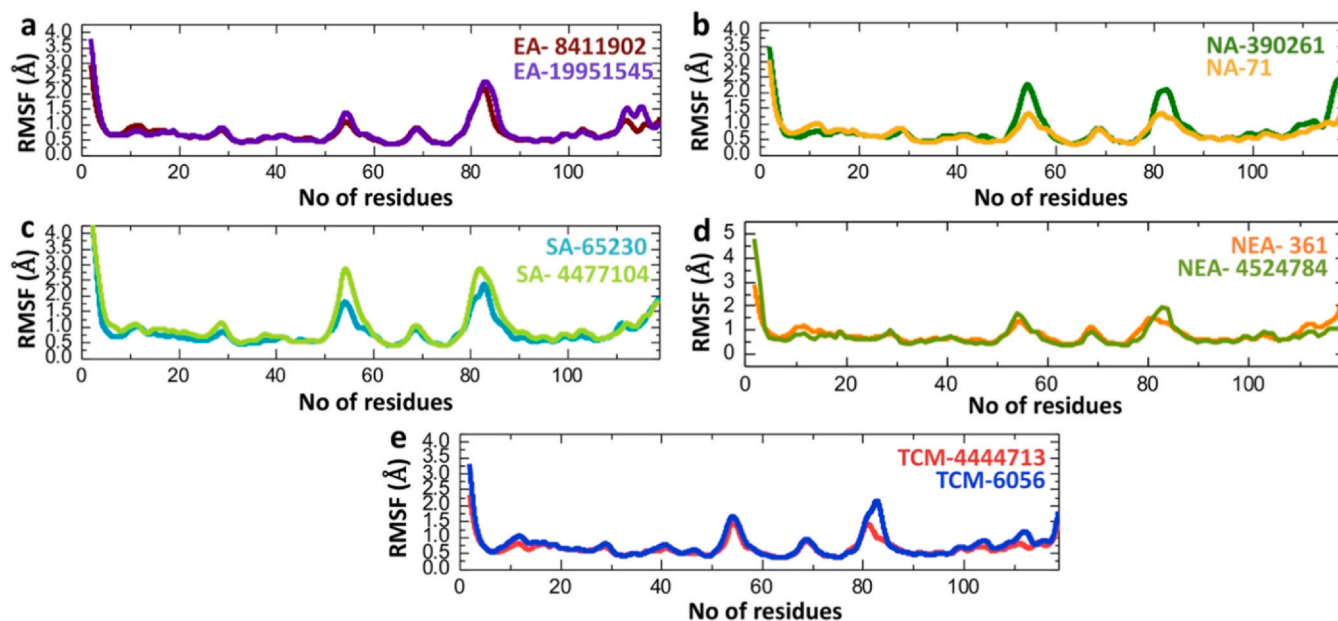 a
EA- 8411902
EA-19951545
RMSF (Å)
4.0
3.5
3.0
2.5
2.0
1.5
1.0
0.5
0.0
0 20 40 60 80 100
No of residues
b
NA-390261
NA-71
RMSF (Å)
4.0
3.5
3.0
2.5
2.0
1.5
1.0
0.5
0.0
0 20 40 60 80 100
No of residues
c
SA-65230
SA- 4477104
RMSF (Å)
4.0
3.5
3.0
2.5
2.0
1.5
1.0
0.5
0.0
0 20 40 60 80 100
No of residues
d
NEA- 361
NEA- 4524784
RMSF (Å)
5
4
3
2
1
0
0 20 40 60 80 100
No of residues
e
TCM-4444713
TCM-6056
RMSF (Å)
4.0
3.5
3.0
2.5
2.0
1.5
1.0
0.5
0.0
0 20 40 60 80 100
No of residues